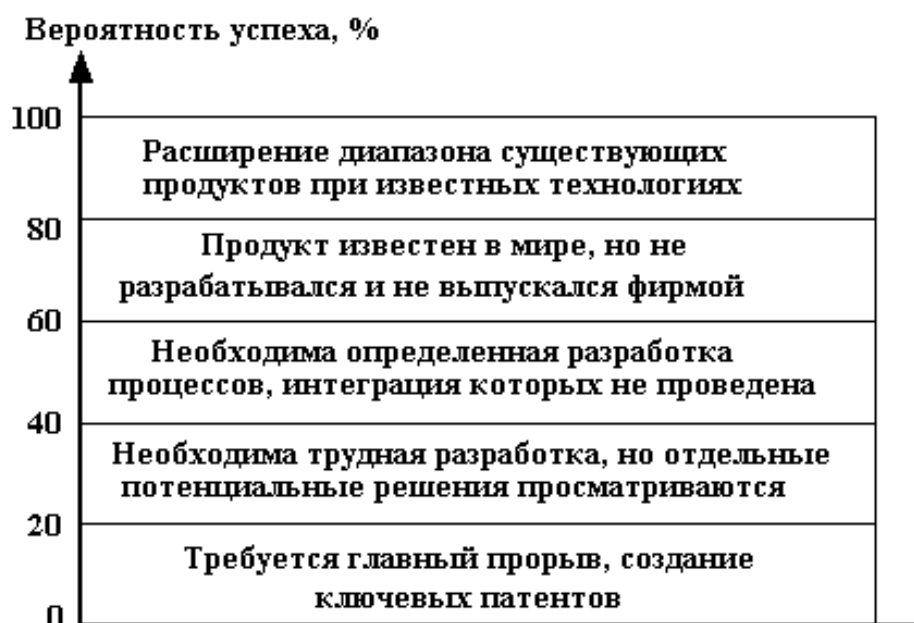 Вероятность успеха, %
100
Расширение диапазона существующих
продуктов при известных технологиях
80
Продукт известен в мире, но не
разрабатывался и не выпускался фирмой
60
Необходима определенная разработка
процессов, интеграция которых не проведена
40
Необходима трудная разработка, но отдельные
потенциальные решения просматриваются
20
Требуется главный прорыв, создание
ключевых патентов
0